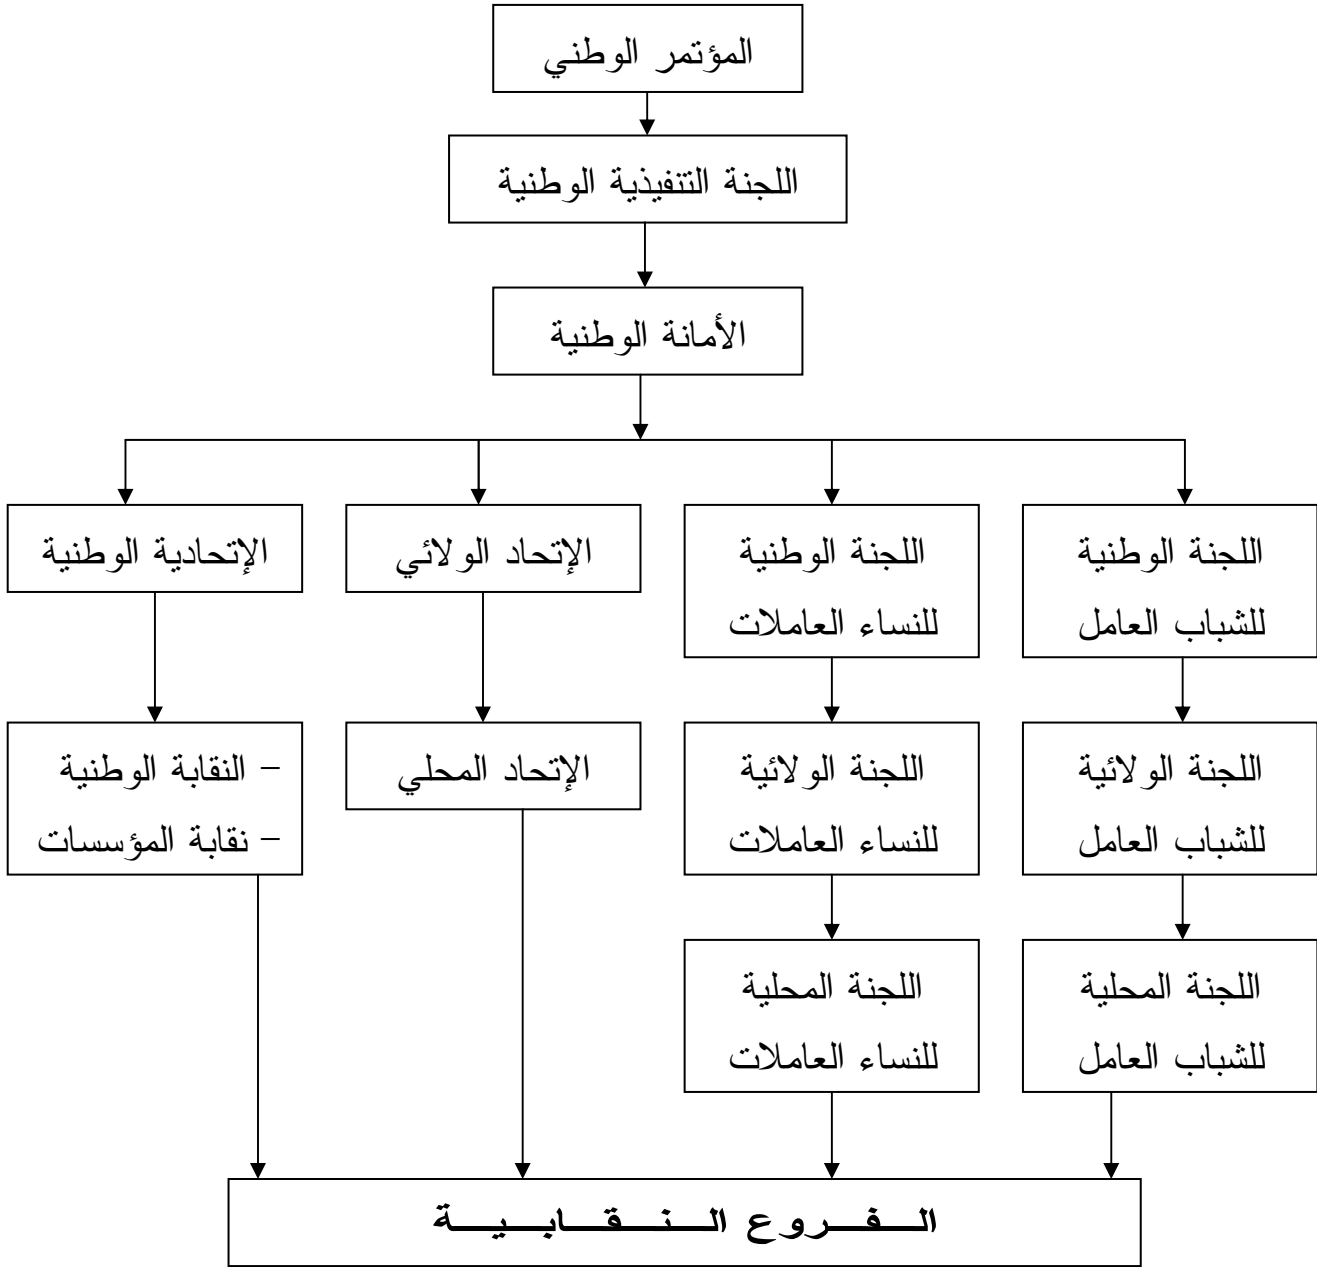 المؤتمر الوطني
اللجنة التنفيذية الوطنية
الأمانة الوطنية
اللجنة الوطنية
للشباب العامل
اللجنة الوطنية
للنساء العاملات
الإتحاد الولائي
الإتحادية الوطنية
اللجنة الولائية
للشباب العامل
اللجنة الولائية
للنساء العاملات
الإتحاد المحلي
– النقابة الوطنية
– نقابة المؤسسات
اللجنة المحلية
للشباب العامل
اللجنة المحلية
للنساء العاملات
الـــفـــروع الـــنـــقـــابـــيـــة